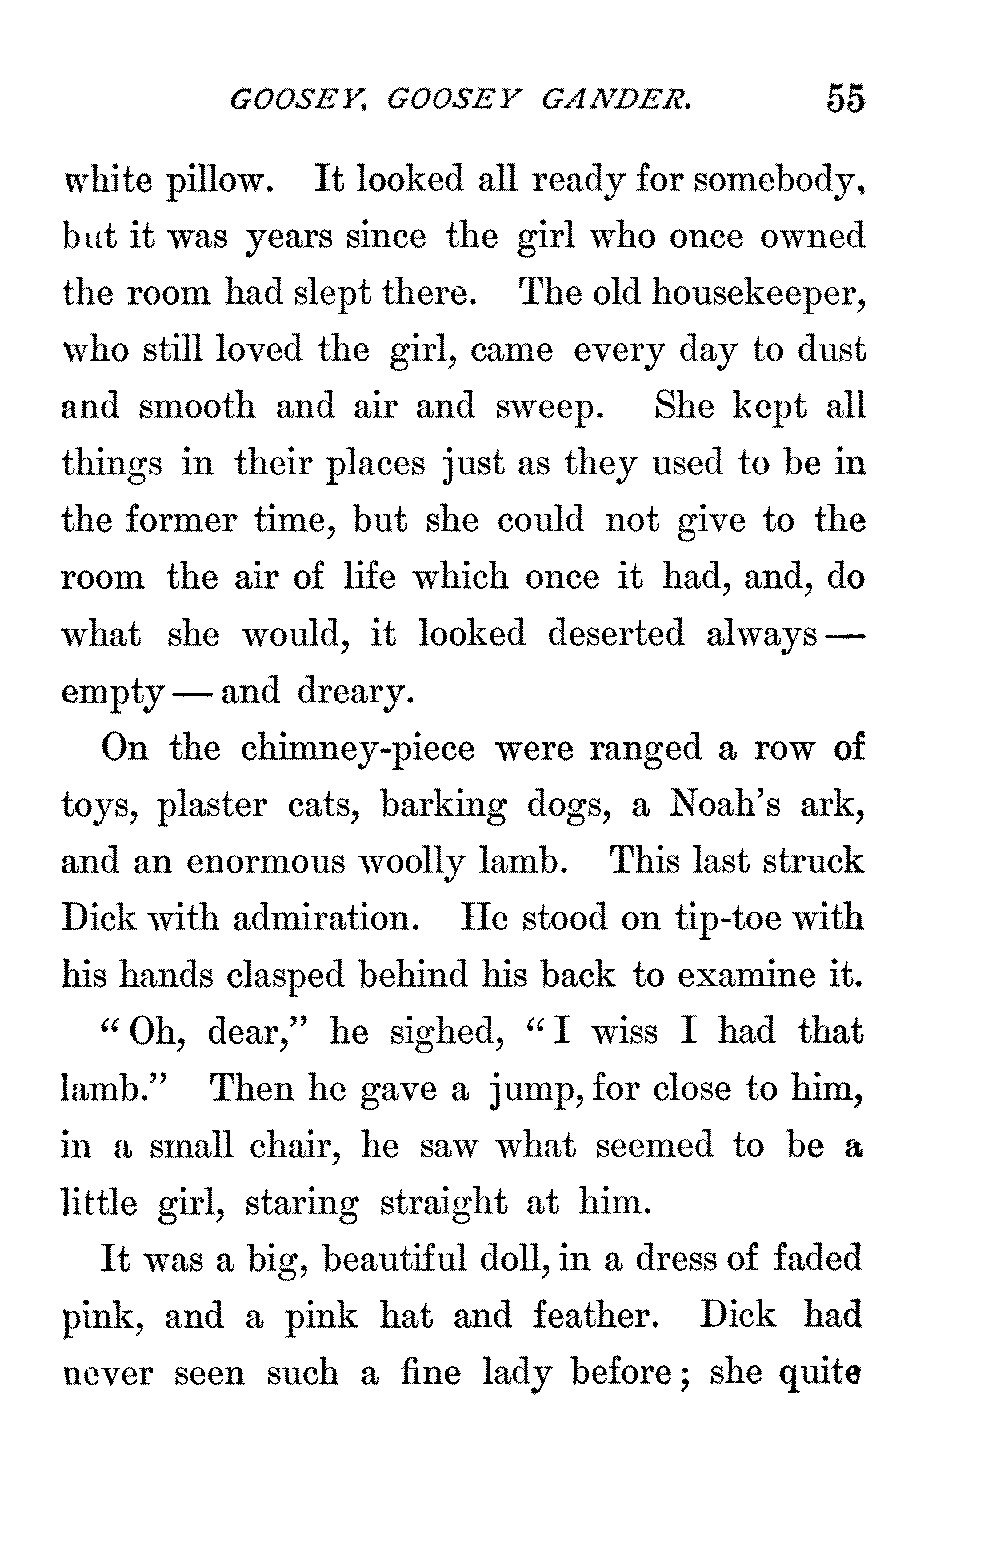 GOOSEY, GOOSEY GANDER. 55
white pillow. It looked all ready for somebody,
but it was years since the girl who once owned
the room had slept there. The old housekeeper,
who still loved the girl, came every day to dust
and smooth and air and sweep. She kept all
things in their places just as they used to be in
the former time, but she could not give to the
room the air of life which once it had, and, do
what she would, it looked deserted always—
empty—and dreary.
On the chimney-piece were ranged a row of
toys, plaster cats, barking dogs, a Noah's ark,
and an enormous woolly lamb. This last struck
Dick with admiration. He stood on tip-toe with
his hands clasped behind his back to examine it.
"Oh, dear," he sighed, "I wiss I had that
lamb." Then he gave a jump, for close to him,
in a small chair, he saw what seemed to be a
little girl, staring straight at him.
It was a big, beautiful doll, in a dress of faded
pink, and a pink hat and feather. Dick had
never seen such a fine lady before; she quite